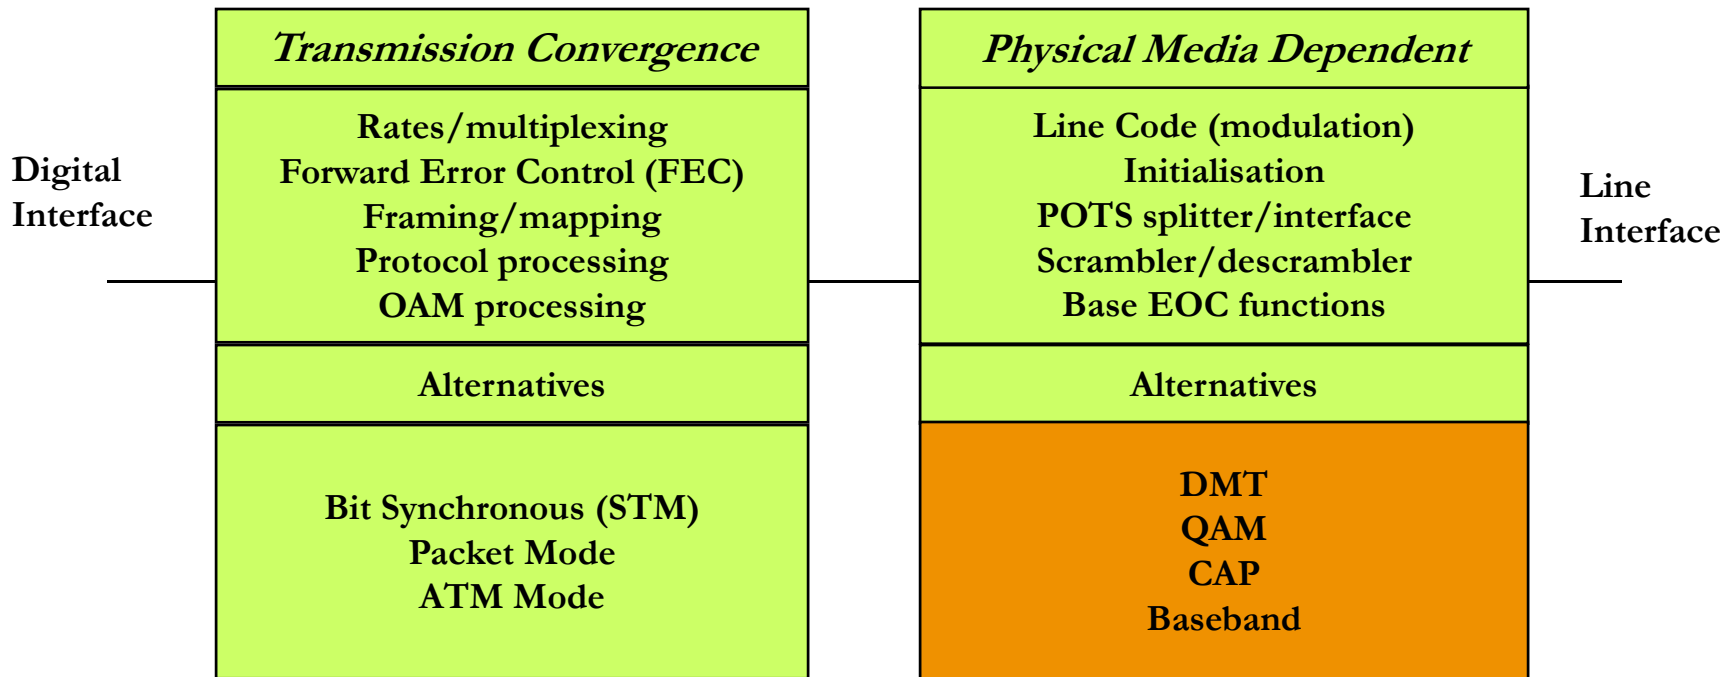 Transmission Convergence
Rates/multiplexing
Forward Error Control (FEC)
Framing/mapping
Protocol processing
OAM processing
Alternatives
Bit Synchronous (STM)
Packet Mode
ATM Mode
Physical Media Dependent
Line Code (modulation)
Initialisation
POTS splitter/interface
Scrambler/descrambler
Base EOC functions
Alternatives
DMT
QAM
CAP
Baseband
Digital
Interface
Line
Interface